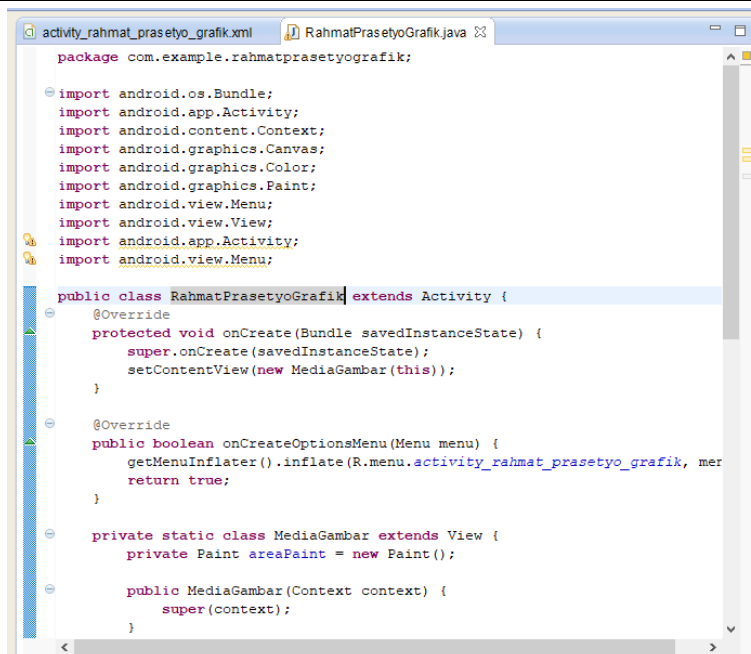 activity_rahmat_prasetyo_grafik.xml
RahmatPrasetyoGrafik.java
package com.example.rahmatprasetyografik;
import android.os.Bundle;
import android.app.Activity;
import android.content.Context;
import android.graphics.Canvas;
import android.graphics.Color;
import android.graphics.Paint;
import android.view.Menu;
import android.view.View;
import android.app.Activity;
import android.view.Menu;
public class RahmatPrasetyoGrafik extends Activity {
@Override
protected void onCreate(Bundle savedInstanceState) {
super.onCreate(savedInstanceState);
setContentView(new MediaGambar(this));
}
@Override
public boolean onCreateOptionsMenu(Menu menu) {
getMenuInflater().inflate(R.menu.activity_rahmat_prasetyo_grafik,
return true;
}
private static class MediaGambar extends View {
private Paint areaPaint = new Paint();
public MediaGambar(Context context) {
super(context);
}